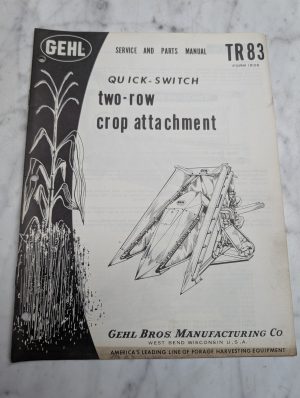 GEHL
SERVICE AND PARTS MANUAL
TR83
QUICK-SWITCH
two-row
crop attachment
GEHL BROS MANUFACTURING CO
WEST BEND WISCONSIN U.S.A.
AMERICA'S LEADING LINE OF FORAGE HARVESTING EQUIPMENT